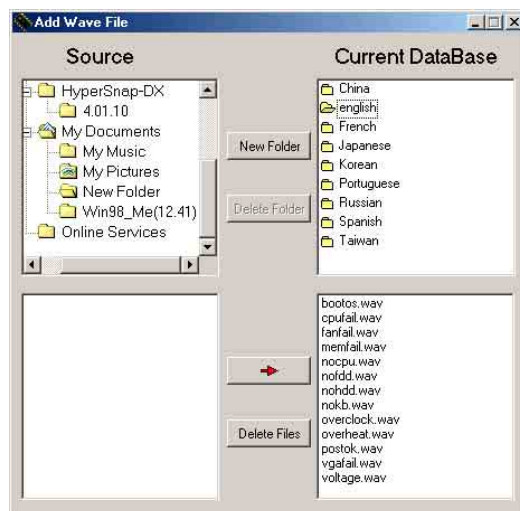 Add Wave File
Source
Current DataBase
HyperSnap-DX
4.01.10
My Documents
My Music
My Pictures
New Folder
Win98_Me(12.41)
Online Services
New Folder
Delete Folder
China
english
French
Japanese
Korean
Portuguese
Russian
Spanish
Taiwan
Delete Files
bootos.wav
cpufail.wav
fanfail.wav
memfail.wav
nocpu.wav
nofdd.wav
nohdd.wav
nokb.wav
overclock.wav
overheat.wav
postok.wav
vgafail.wav
voltage.wav